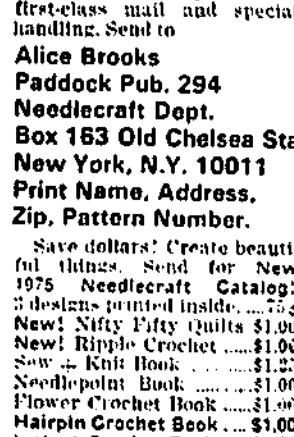 first-class mail and special
handling. Send to
Alice Brooks
Paddock Pub. 294
Needlecraft Dept.
Box 163 Old Chelsea Sta
New York, N.Y. 10011
Print Name, Address,
Zip, Pattern Number.
Save dollars! Create beauti
ful things. Send for New
1975 Needlecraft Catalog!
3 designs printed inside. ....75¢
New! Nifty Fifty Quilts $1.00
New! Ripple Crochet ......$1.00
Sew + Knit Book
Needlepoint Book ..........$1.00
Flower Crochet Book .....$1.00
Hairpin Crochet Book ... $1.00